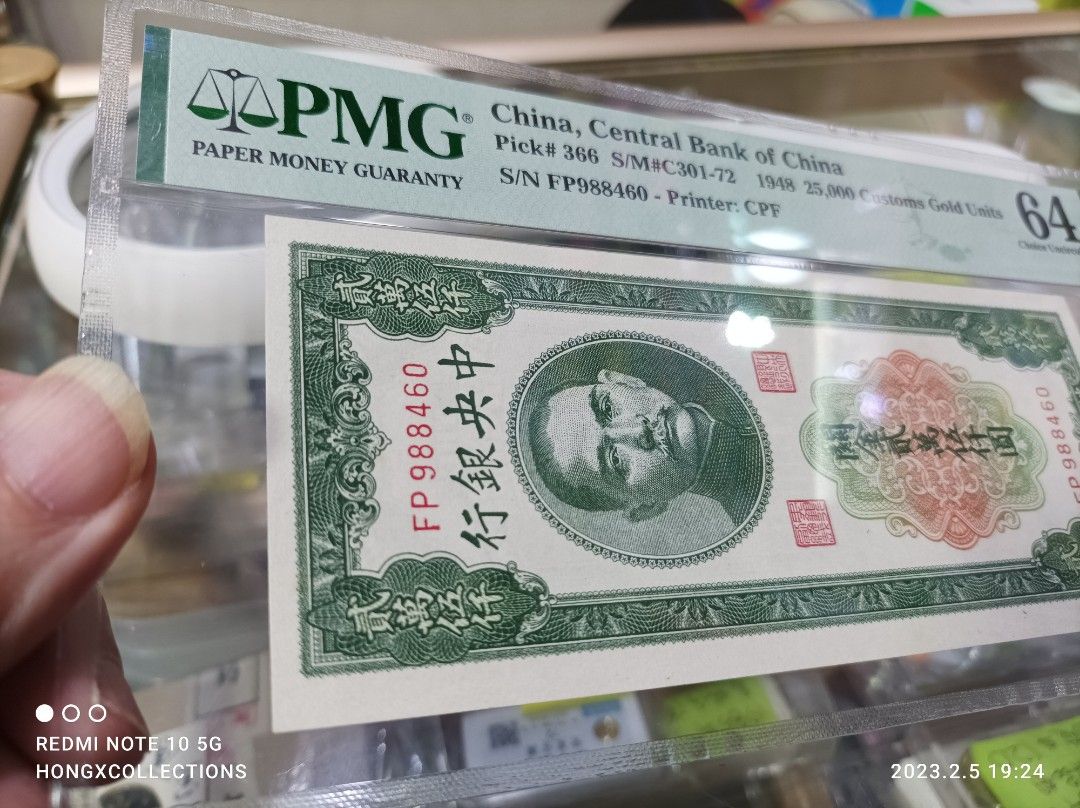 PMG®
PAPER MONEY GUARANTY
China, Central Bank of China
Pick# 366 S/M#C301-72
1948 25,000 Customs Gold Units
S/N FP988460 - Printer: CPF
64
貳萬伍仟
FP988460
中央銀行
關金貳萬伍仟圓
FP988460
貳萬伍仟
REDMI NOTE 10 5G
HONGXCOLLECTIONS
2023.2.5 19:24